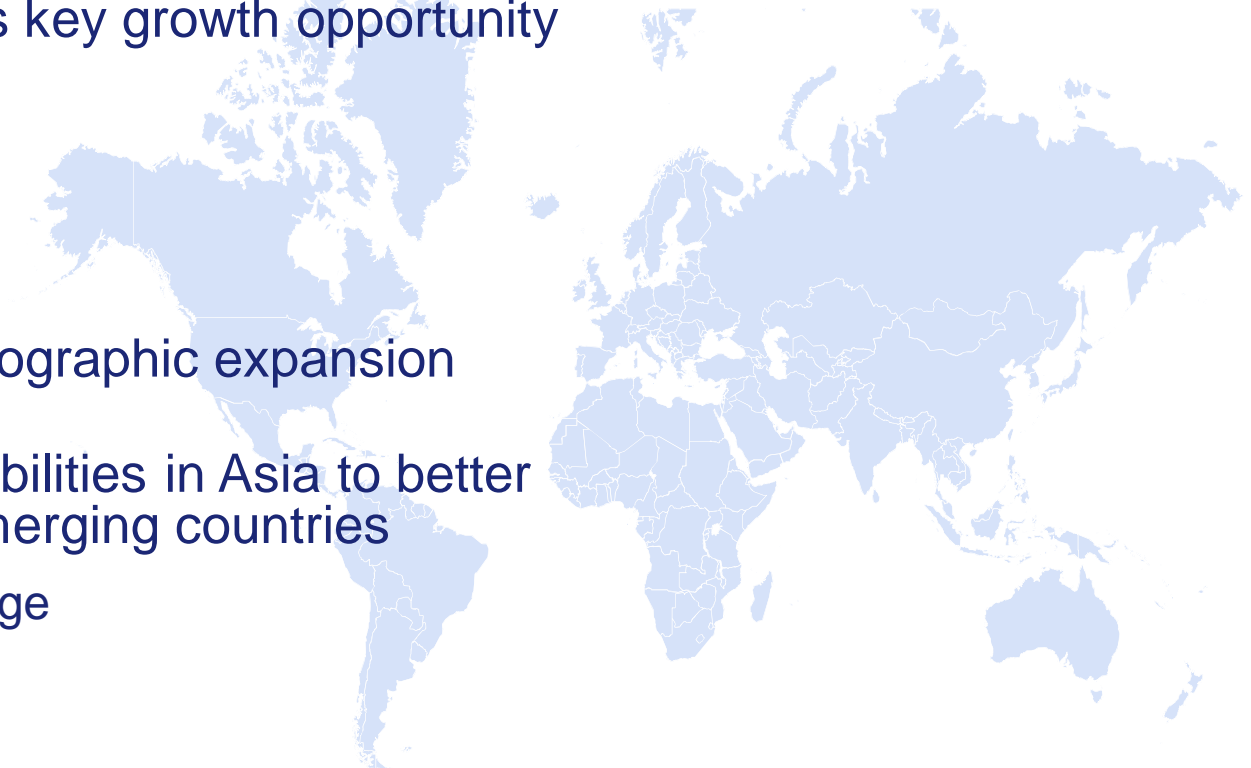 s key growth opportunity
ographic expansion
bilities in Asia to better
nerging countries
ge